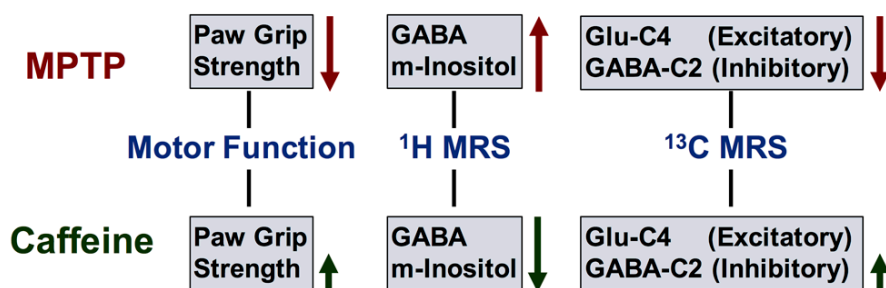 MPTP
Paw Grip
Strength
GABA
m-Inositol
Glu-C4 (Excitatory)
GABA-C2 (Inhibitory)
Motor Function
¹H MRS
¹³C MRS
Caffeine
Paw Grip
Strength
GABA
m-Inositol
Glu-C4 (Excitatory)
GABA-C2 (Inhibitory)